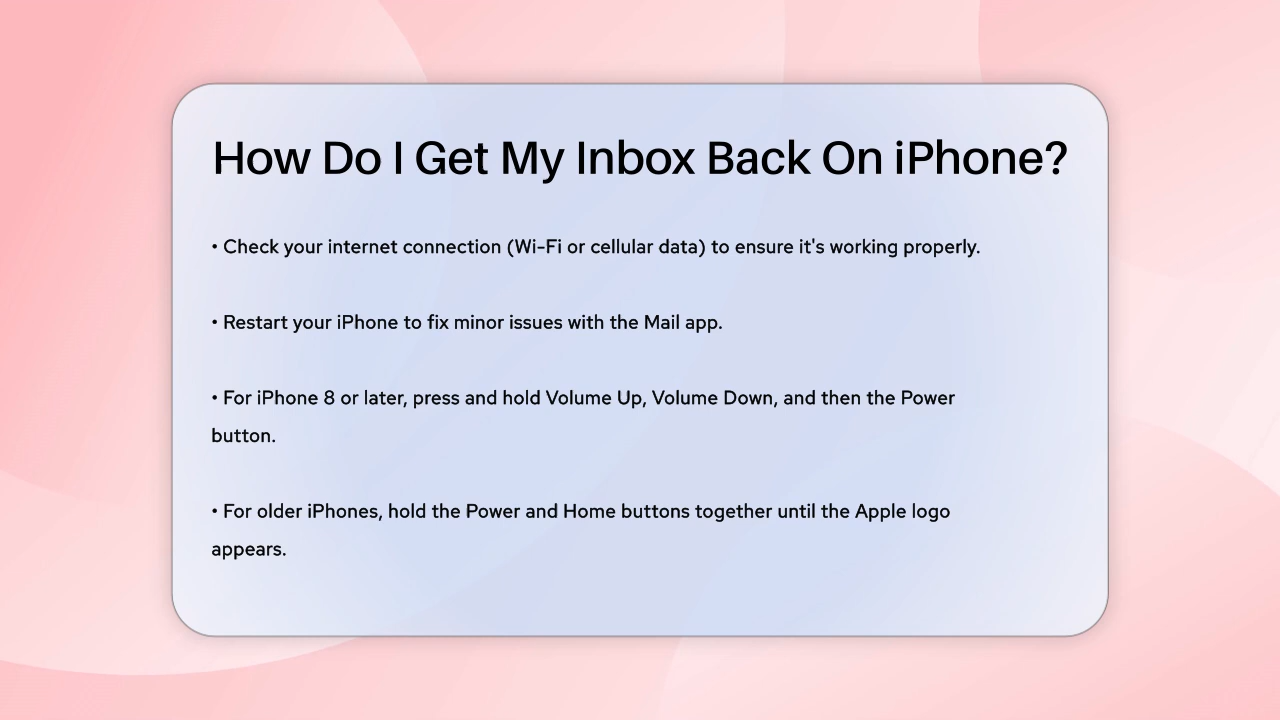 How Do I Get My Inbox Back On iPhone?
• Check your internet connection (Wi-Fi or cellular data) to ensure it's working properly.
• Restart your iPhone to fix minor issues with the Mail app.
• For iPhone 8 or later, press and hold Volume Up, Volume Down, and then the Power
button.
• For older iPhones, hold the Power and Home buttons together until the Apple logo
appears.